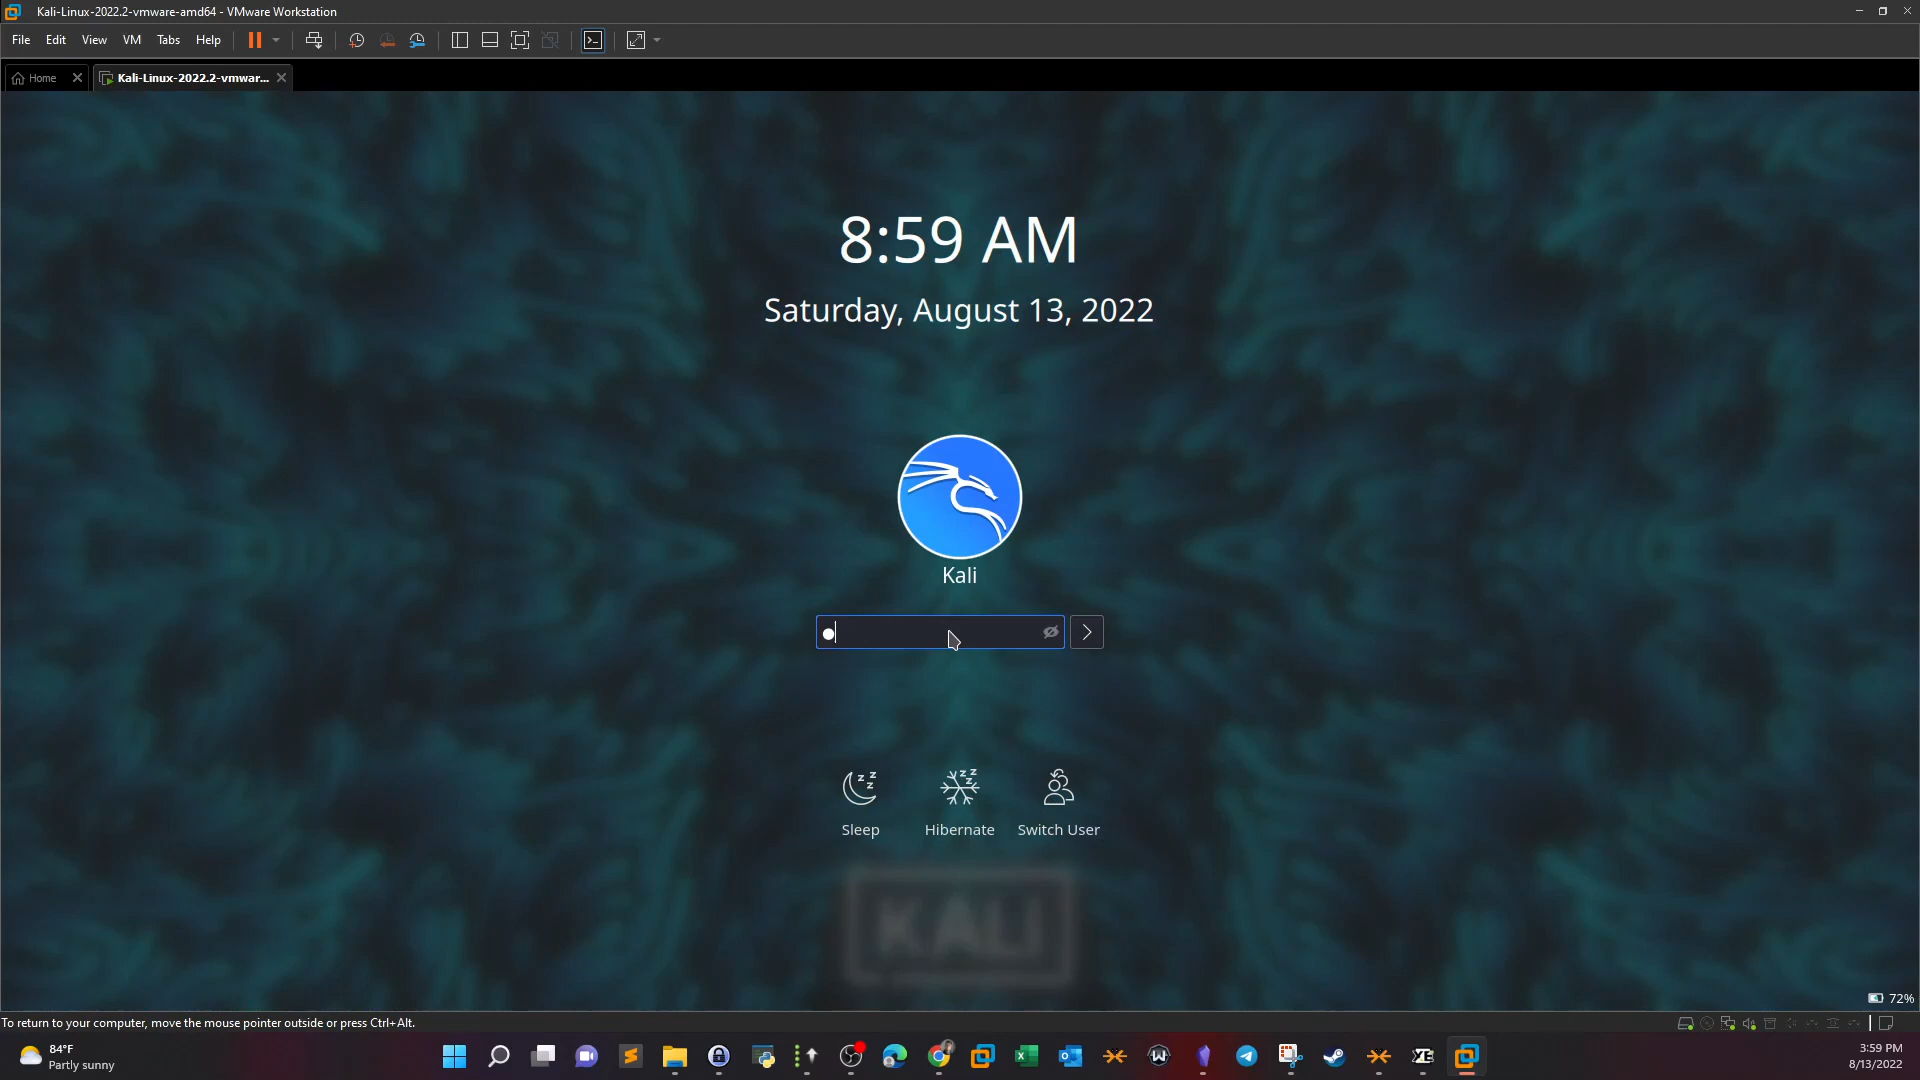 Kali-Linux-2022.2-vmware-amd64 - VMware Workstation
File Edit View VM Tabs Help
Home
Kali-Linux-2022.2-vmwar...
8:59 AM
Saturday, August 13, 2022
Kali
Sleep Hibernate Switch User
KALI
72%
To return to your computer, move the mouse pointer outside or press Ctrl+Alt.
84°F
Partly sunny
3:59 PM
8/13/2022